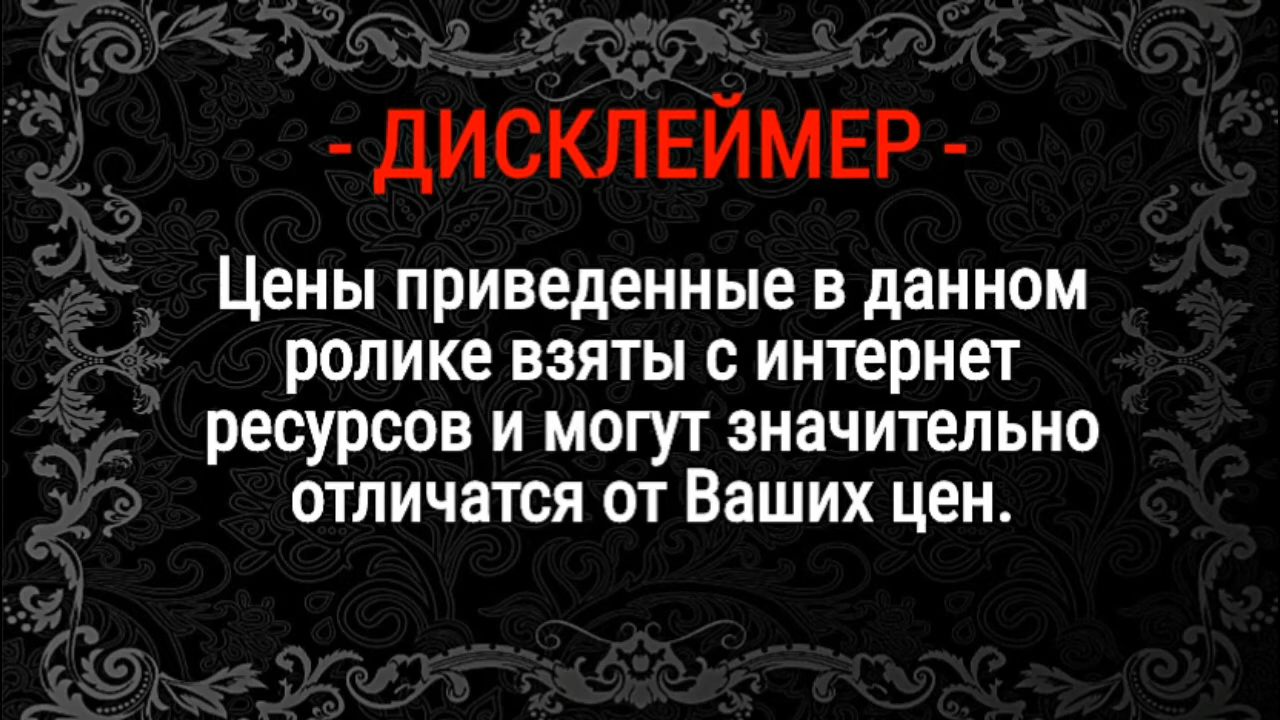 - ДИСКЛЕЙМЕР -
Цены приведенные в данном
ролике взяты с интернет
ресурсов и могут значительно
отличатся от Ваших цен.